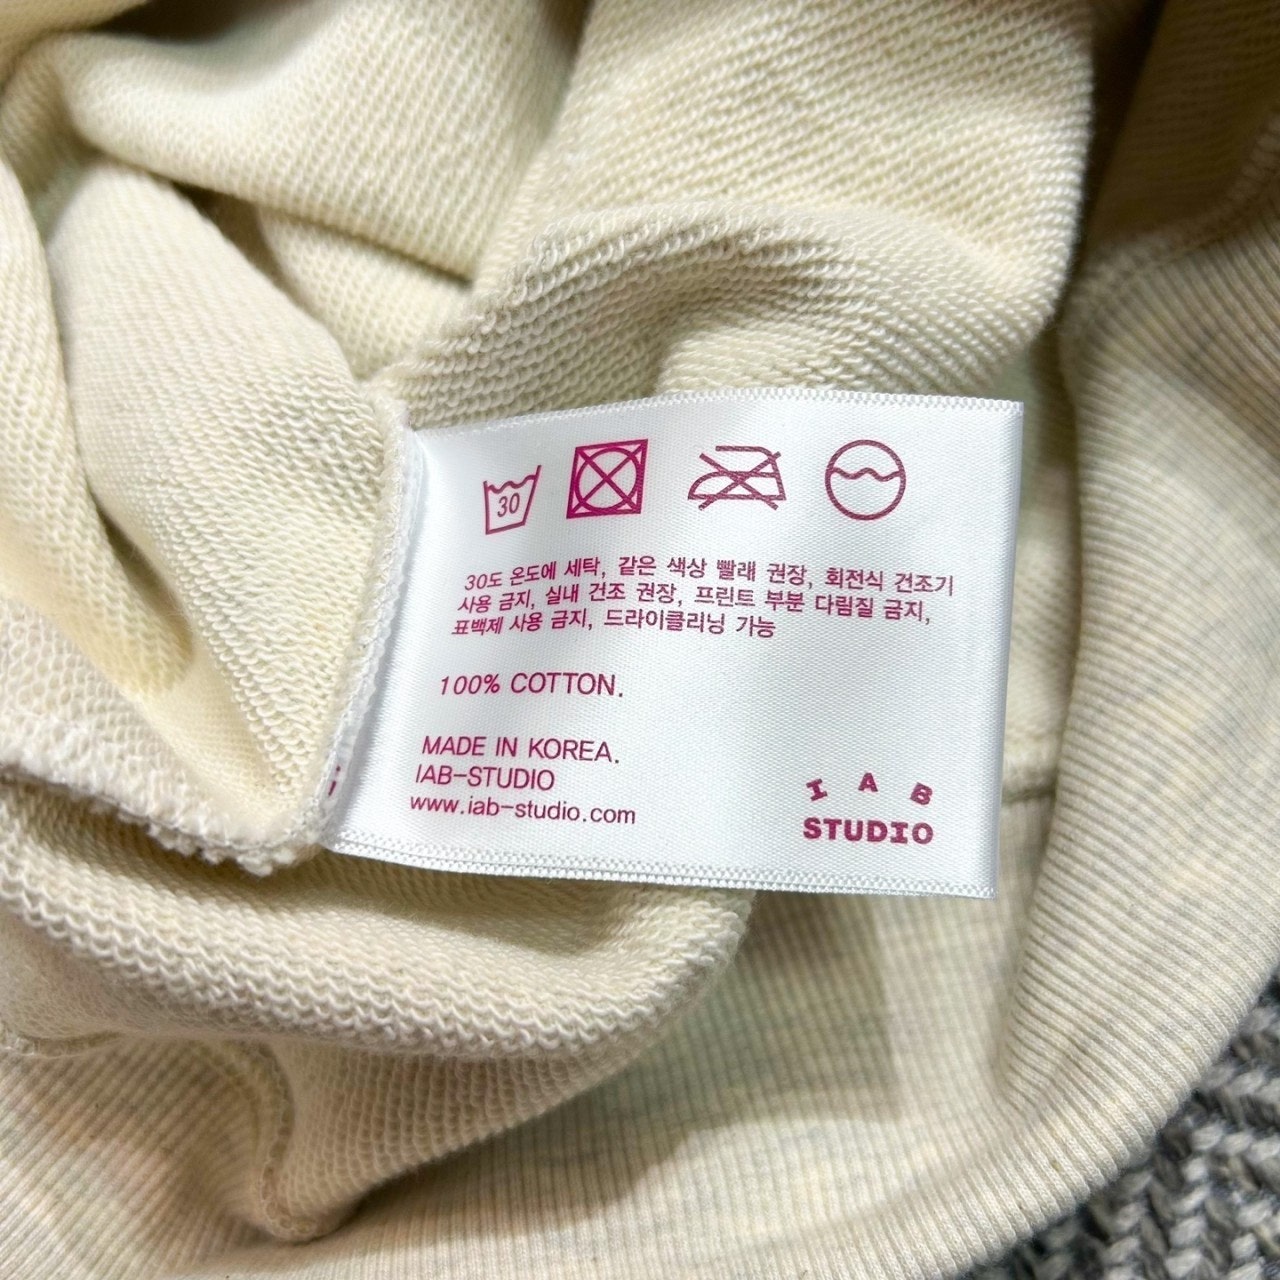 30
30도 온도에 세탁, 같은 색상 빨래 권장, 회전식 건조기
사용 금지, 실내 건조 권장, 프린트 부분 다림질 금지,
표백제 사용 금지, 드라이클리닝 가능
100% COTTON.
MADE IN KOREA.
IAB-STUDIO
www.iab-studio.com
IAB
STUDIO